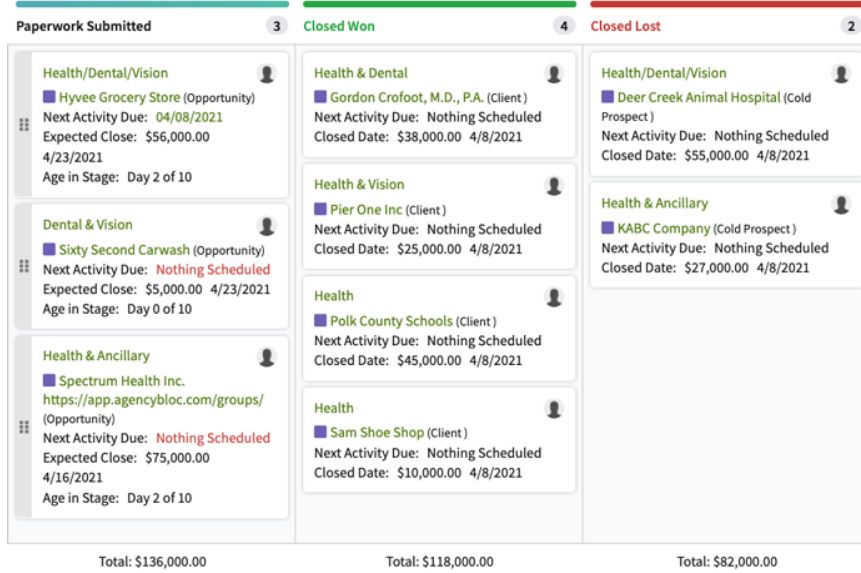 Paperwork Submitted 3
Health/Dental/Vision
Hyvee Grocery Store (Opportunity)
Next Activity Due: 04/08/2021
Expected Close: $56,000.00
4/23/2021
Age in Stage: Day 2 of 10
Dental & Vision
Sixty Second Carwash (Opportunity)
Next Activity Due: Nothing Scheduled
Expected Close: $5,000.00 4/23/2021
Age in Stage: Day 0 of 10
Health & Ancillary
Spectrum Health Inc.
https://app.agencybloc.com/groups/
(Opportunity)
Next Activity Due: Nothing Scheduled
Expected Close: $75,000.00
4/16/2021
Age in Stage: Day 2 of 10
Total: $136,000.00
Closed Won 4
Health & Dental
Gordon Crofoot, M.D., P.A. (Client )
Next Activity Due: Nothing Scheduled
Closed Date: $38,000.00 4/8/2021
Health & Vision
Pier One Inc (Client )
Next Activity Due: Nothing Scheduled
Closed Date: $25,000.00 4/8/2021
Health
Polk County Schools (Client )
Next Activity Due: Nothing Scheduled
Closed Date: $45,000.00 4/8/2021
Health
Sam Shoe Shop (Client )
Next Activity Due: Nothing Scheduled
Closed Date: $10,000.00 4/8/2021
Total: $118,000.00
Closed Lost 2
Health/Dental/Vision
Deer Creek Animal Hospital (Cold
Prospect )
Next Activity Due: Nothing Scheduled
Closed Date: $55,000.00 4/8/2021
Health & Ancillary
KABC Company (Cold Prospect )
Next Activity Due: Nothing Scheduled
Closed Date: $27,000.00 4/8/2021
Total: $82,000.00